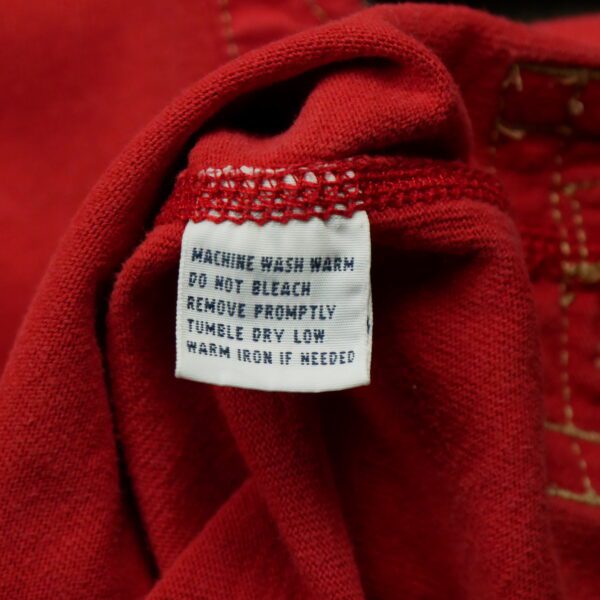 MACHINE WASH WARM
DO NOT BLEACH
REMOVE PROMPTLY
TUMBLE DRY LOW
WARM IRON IF NEEDED